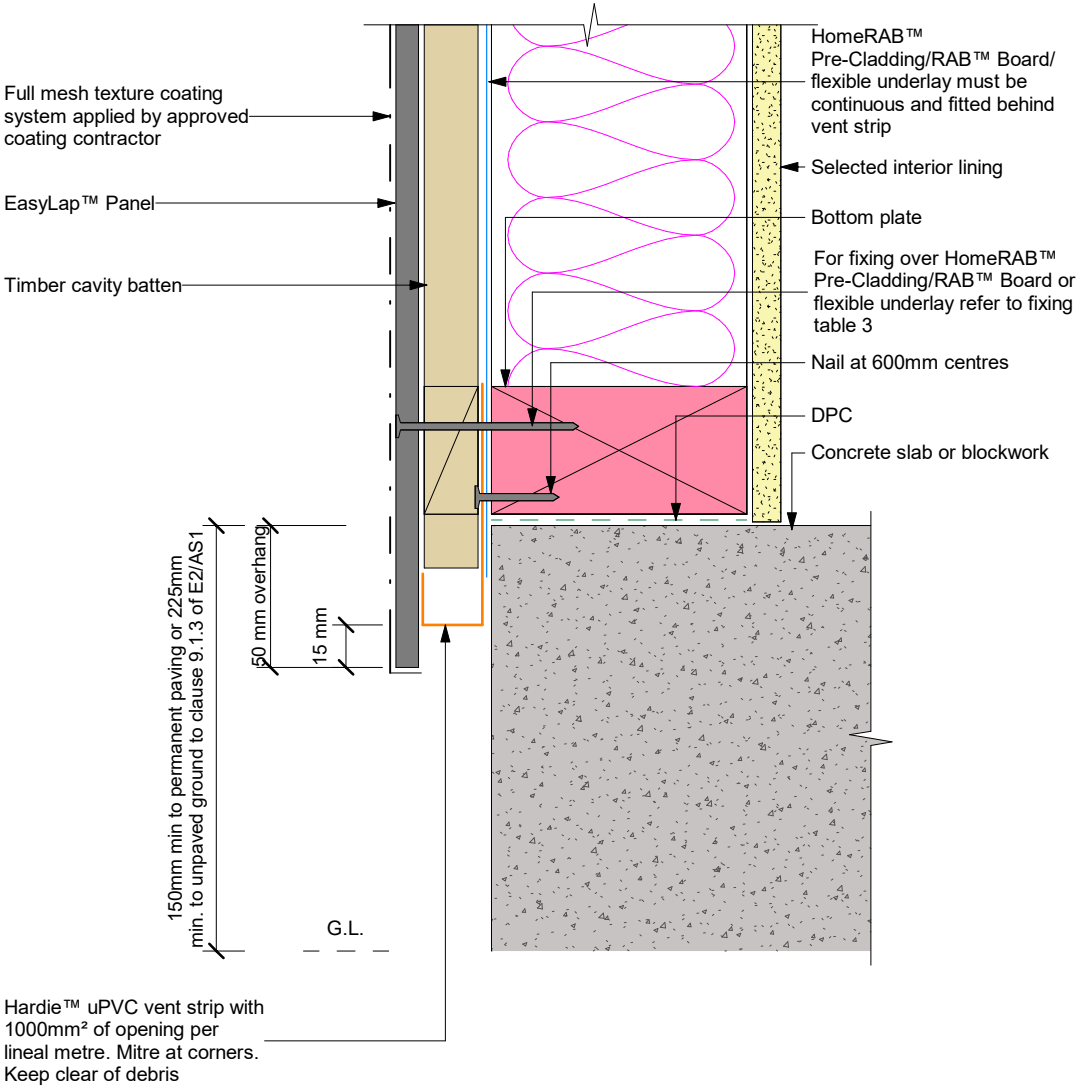 HomeRAB™
Pre-Cladding/RAB™ Board/
flexible underlay must be
continuous and fitted behind
vent strip
Full mesh texture coating
system applied by approved
coating contractor
Selected interior lining
EasyLap™ Panel
Bottom plate
For fixing over HomeRAB™
Pre-Cladding/RAB™ Board or
flexible underlay refer to fixing
table 3
Timber cavity batten
Nail at 600mm centres
DPC
Concrete slab or blockwork
150mm min to permanent paving or 225mm
min. to unpaved ground to clause 9.1.3 of E2/AS1
50 mm overhang
15 mm
G.L.
Hardie™ uPVC vent strip with
1000mm² of opening per
lineal metre. Mitre at corners.
Keep clear of debris